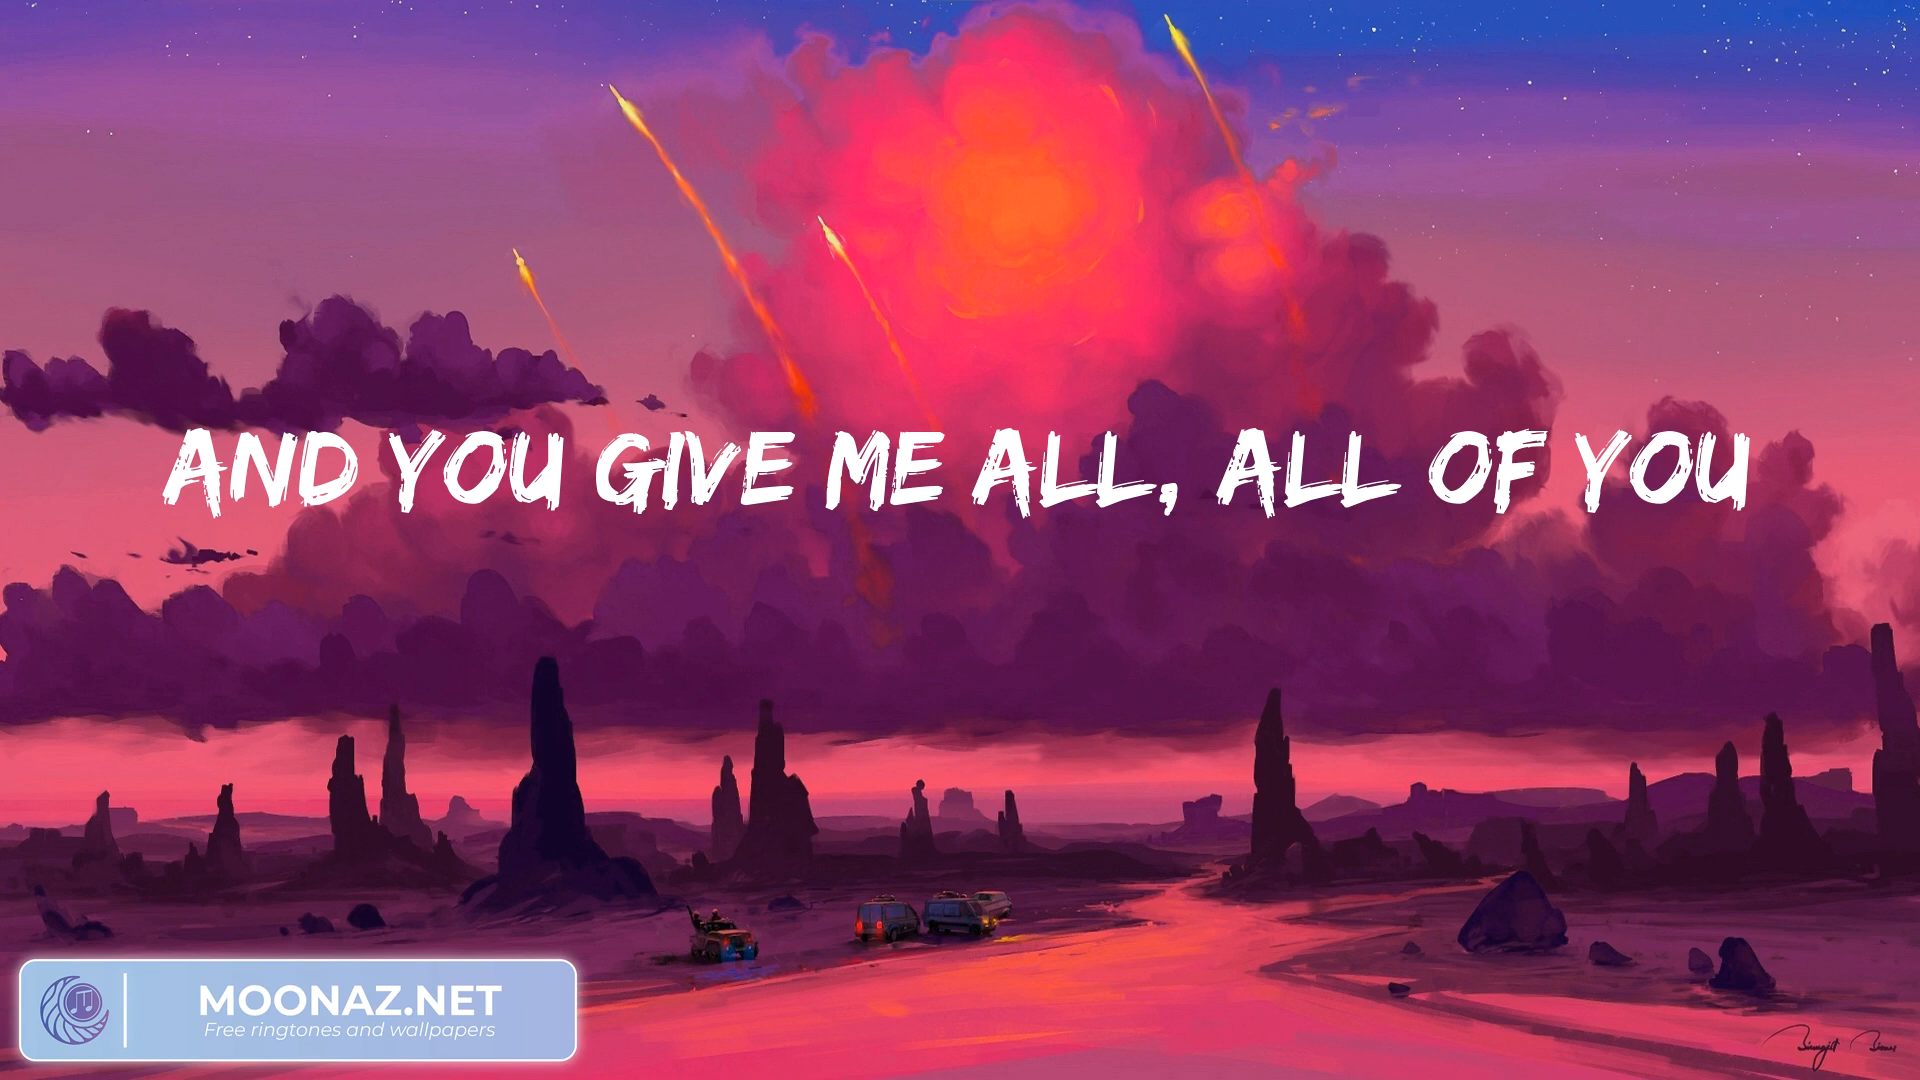 AND YOU GIVE ME ALL, ALL OF YOU
MOONAZ.NET
Free ringtones and wallpapers